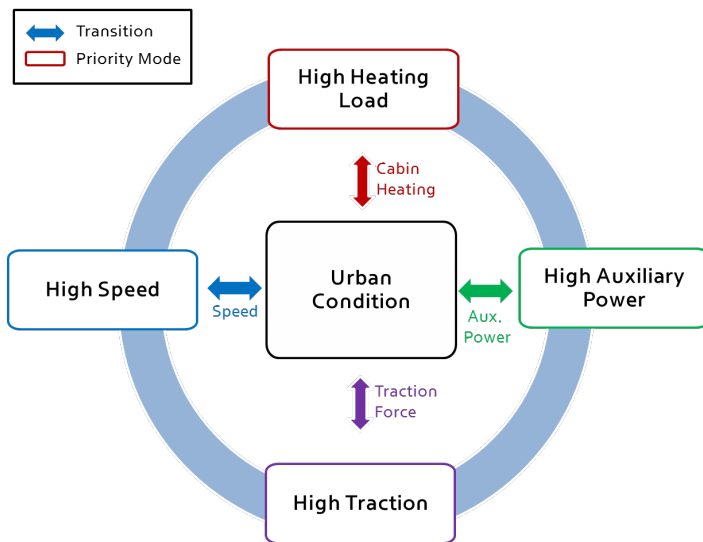 Transition
Priority Mode
High Heating
Load
Cabin
Heating
High Speed
Speed
Urban
Condition
Aux.
Power
High Auxiliary
Power
Traction
Force
High Traction